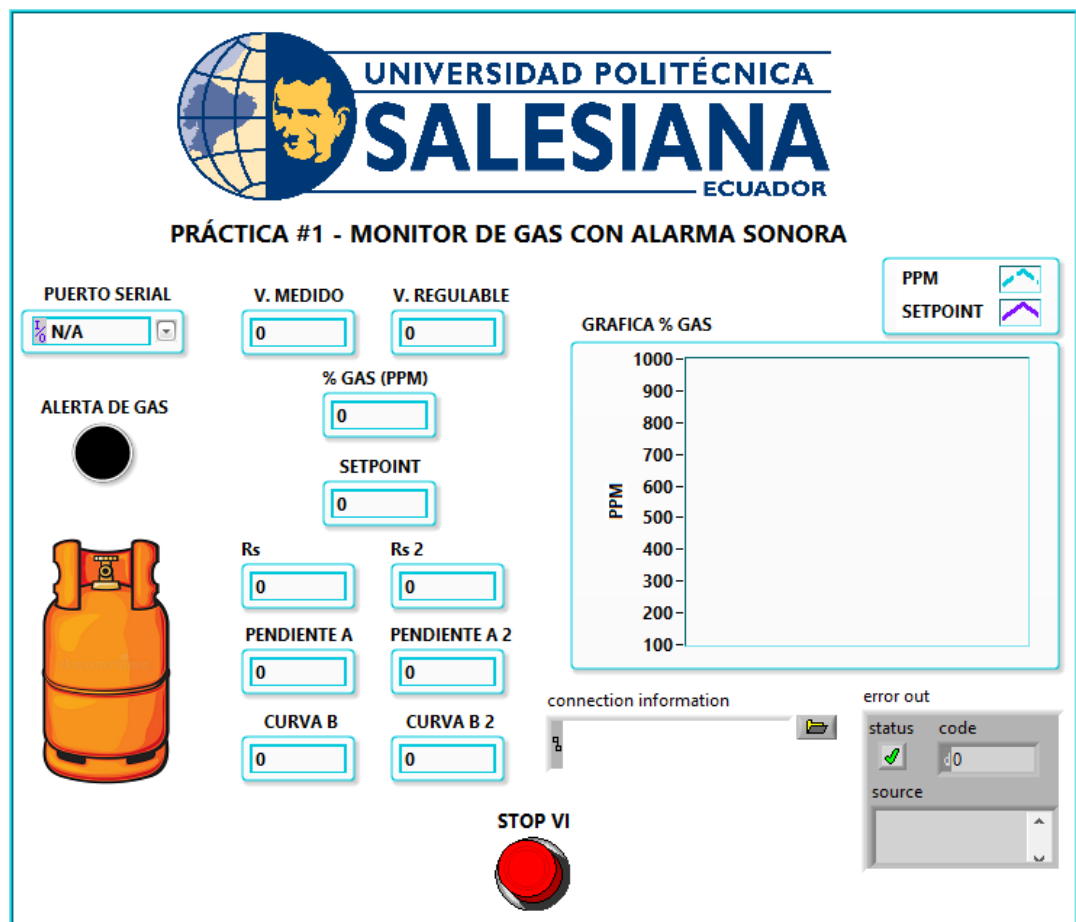 UNIVERSIDAD POLITÉCNICA
SALESIANA
ECUADOR
PRÁCTICA #1 - MONITOR DE GAS CON ALARMA SONORA
PUERTO SERIAL
N/A
V. MEDIDO
0
V. REGULABLE
0
% GAS (PPM)
0
ALERTA DE GAS
SETPOINT
0
Rs
0
Rs 2
0
PENDIENTE A
0
PENDIENTE A 2
0
CURVA B
0
CURVA B 2
0
PPM
SETPOINT
GRAFICA % GAS
PPM
1000
900
800
700
600
500
400
300
200
100
connection information
error out
status
code
d 0
source
STOP VI